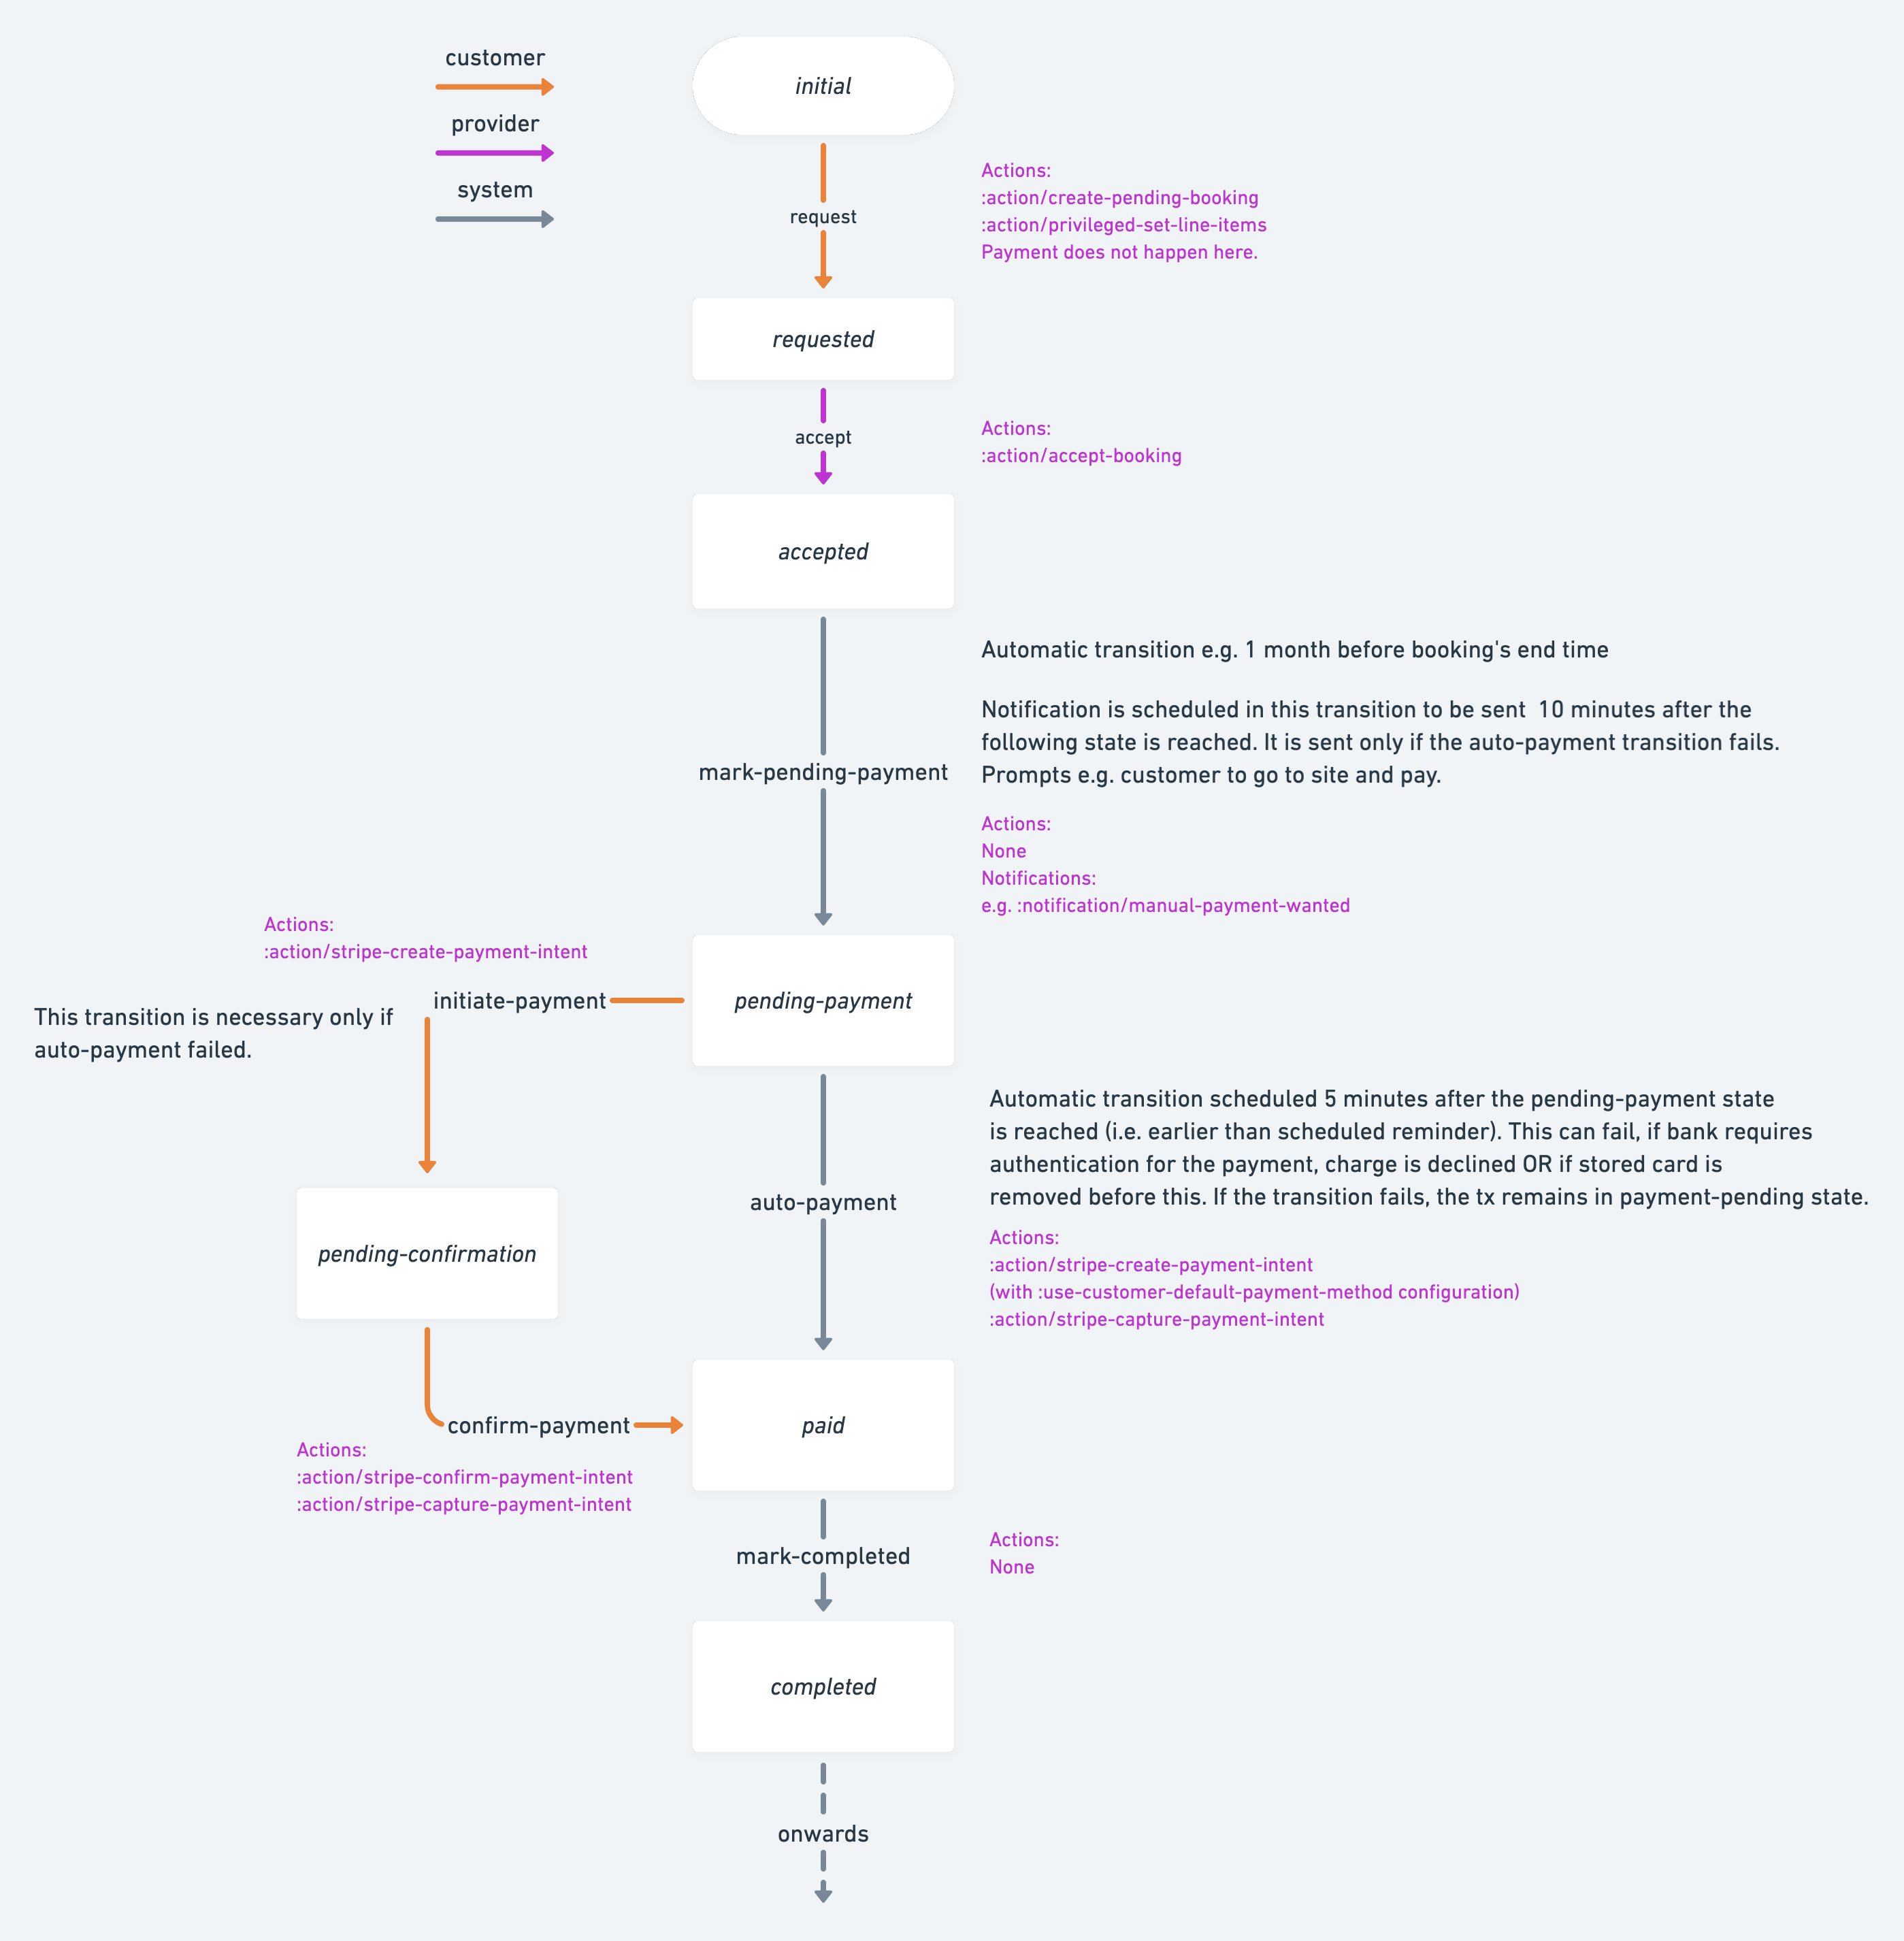 customer
provider
system
initial
request
Actions:
:action/create-pending-booking
:action/privileged-set-line-items
Payment does not happen here.
requested
accept
Actions:
:action/accept-booking
accepted
Automatic transition e.g. 1 month before booking's end time
Notification is scheduled in this transition to be sent  10 minutes after the
following state is reached. It is sent only if the auto-payment transition fails.
Prompts e.g. customer to go to site and pay.
mark-pending-payment
Actions:
None
Notifications:
e.g. :notification/manual-payment-wanted
Actions:
:action/stripe-create-payment-intent
initiate-payment
pending-payment
This transition is necessary only if
auto-payment failed.
Automatic transition scheduled 5 minutes after the pending-payment state
is reached (i.e. earlier than scheduled reminder). This can fail, if bank requires
authentication for the payment, charge is declined OR if stored card is
removed before this. If the transition fails, the tx remains in payment-pending state.
auto-payment
Actions:
:action/stripe-create-payment-intent
(with :use-customer-default-payment-method configuration)
:action/stripe-capture-payment-intent
pending-confirmation
confirm-payment
paid
Actions:
:action/stripe-confirm-payment-intent
:action/stripe-capture-payment-intent
mark-completed
Actions:
None
completed
onwards